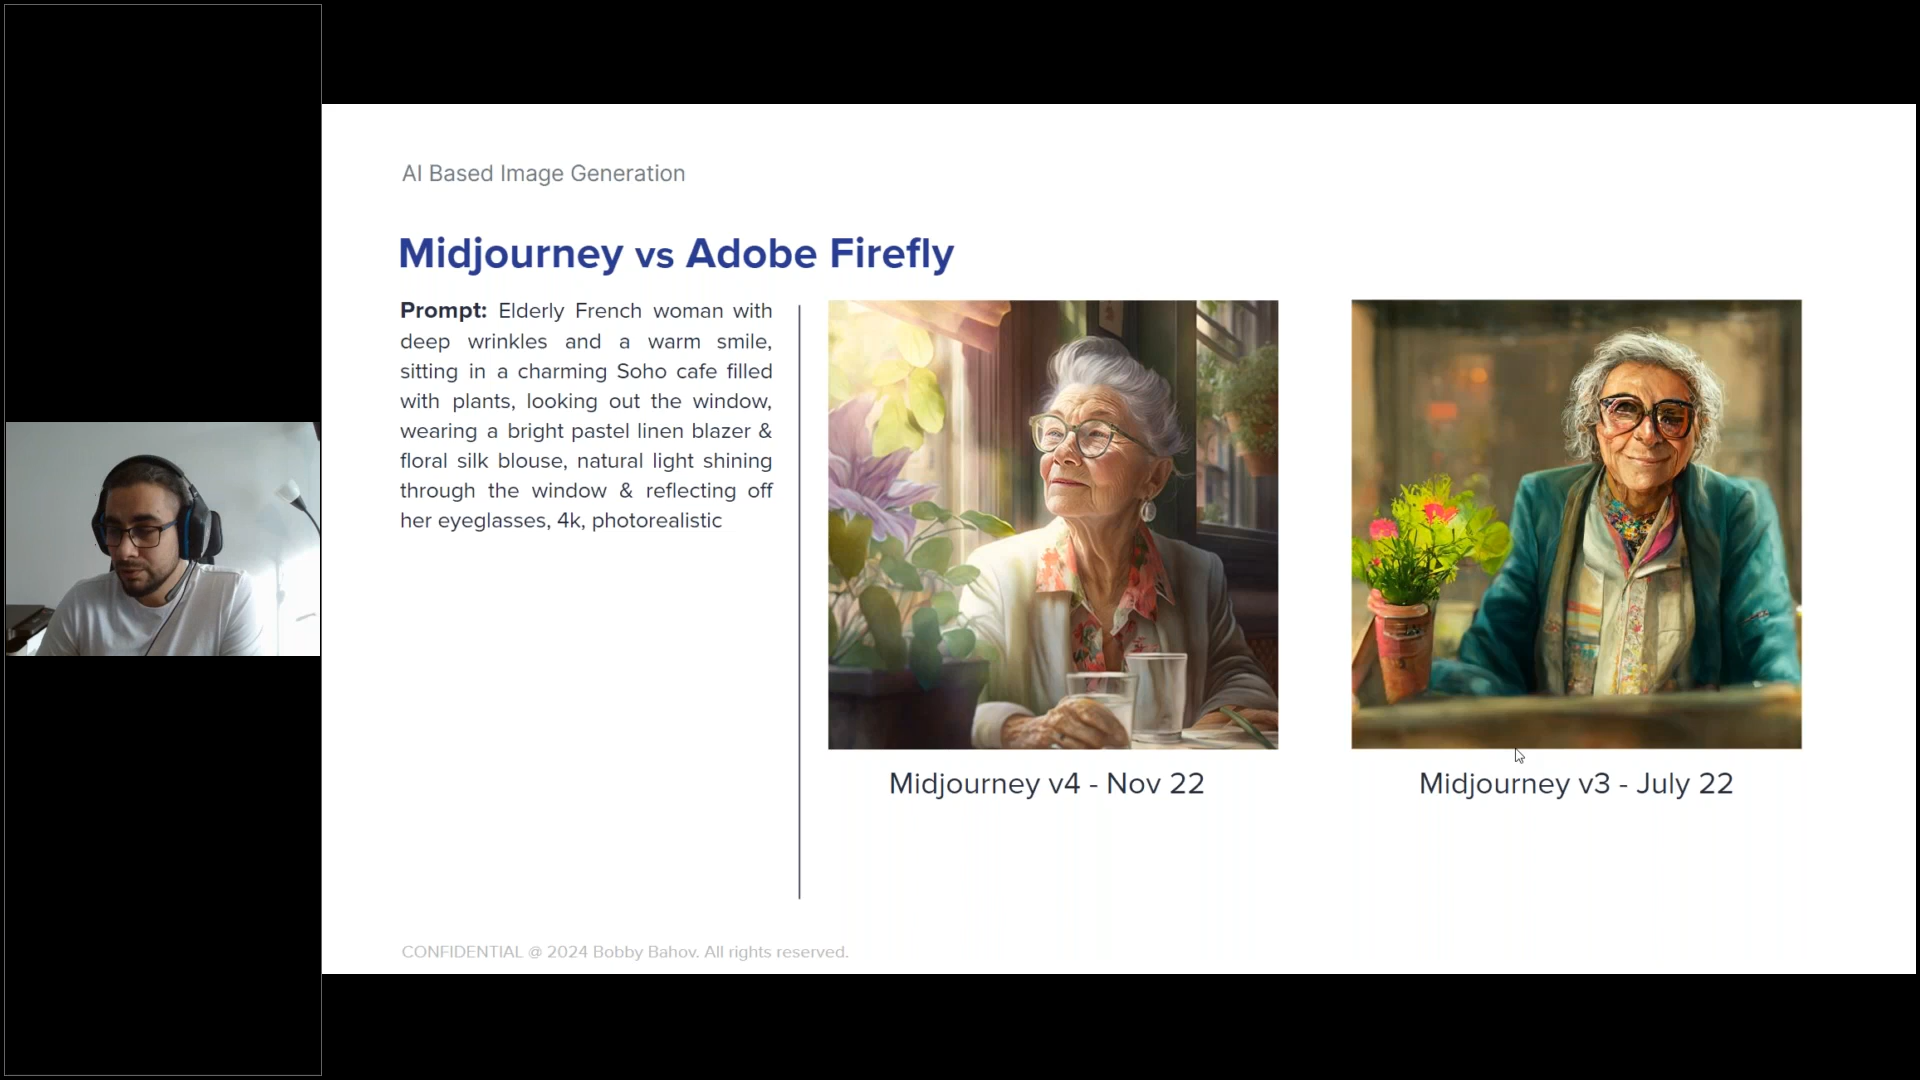 AI Based Image Generation
Midjourney vs Adobe Firefly
Prompt: Elderly French woman with
deep wrinkles and a warm smile,
sitting in a charming Soho cafe filled
with plants, looking out the window,
wearing a bright pastel linen blazer &
floral silk blouse, natural light shining
through the window & reflecting off
her eyeglasses, 4k, photorealistic
Midjourney v4 - Nov 22
Midjourney v3 - July 22
CONFIDENTIAL @ 2024 Bobby Bahov. All rights reserved.